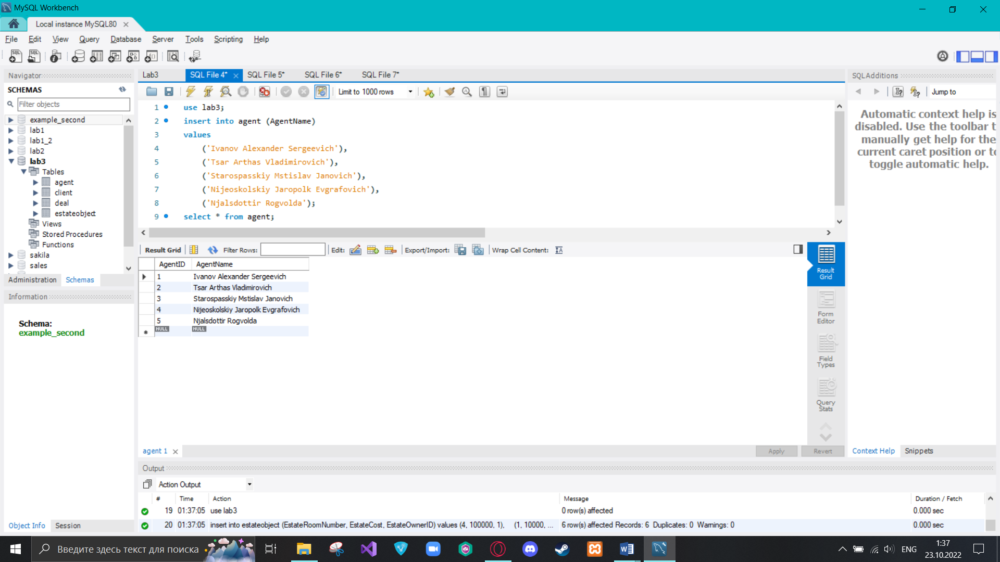 MySQL Workbench
Local instance MySQL80
File Edit View Query Database Server Tools Scripting Help
Navigator
SCHEMAS
Filter objects
example_second
lab1
lab1_2
lab2
lab3
Tables
agent
client
deal
estateobject
Views
Stored Procedures
Functions
sakila
sales
Administration Schemas
Information
Schema:
example_second
Object Info Session
Lab3 SQL File 4* SQL File 5* SQL File 6* SQL File 7*
Limit to 1000 rows
1 use lab3;
2 insert into agent (AgentName)
3 values
4 ('Ivanov Alexander Sergeevich'),
5 ('Tsar Arthas Vladimirovich'),
6 ('Starospasskiy Mstislav Janovich'),
7 ('Nijeoskolskiy Jaropolk Evgrafovich'),
8 ('Njalsdottir Rogvolda');
9 select * from agent;
Result Grid Filter Rows: Edit: Export/Import: Wrap Cell Content:
AgentID AgentName
1 Ivanov Alexander Sergeevich
2 Tsar Arthas Vladimirovich
3 Starospasskiy Mstislav Janovich
4 Nijeoskolskiy Jaropolk Evgrafovich
5 Njalsdottir Rogvolda
NULL NULL
Result
Grid
Form
Editor
Field
Types
Query
Stats
agent 1
Apply Revert
SQLAdditions
Jump to
Automatic context help is
disabled. Use the toolbar t
manually get help for the
current caret position or to
toggle automatic help.
Context Help Snippets
Output
Action Output
# Time Action Message Duration / Fetch
19 01:37:05 use lab3 0 row(s) affected 0.000 sec
20 01:37:05 insert into estateobject (EstateRoomNumber, EstateCost, EstateOwnerID) values (4, 100000, 1), (1, 10000, ... 6 row(s) affected Records: 6 Duplicates: 0 Warnings: 0 0.000 sec
Введите здесь текст для поиска
ENG
1:37
23.10.2022